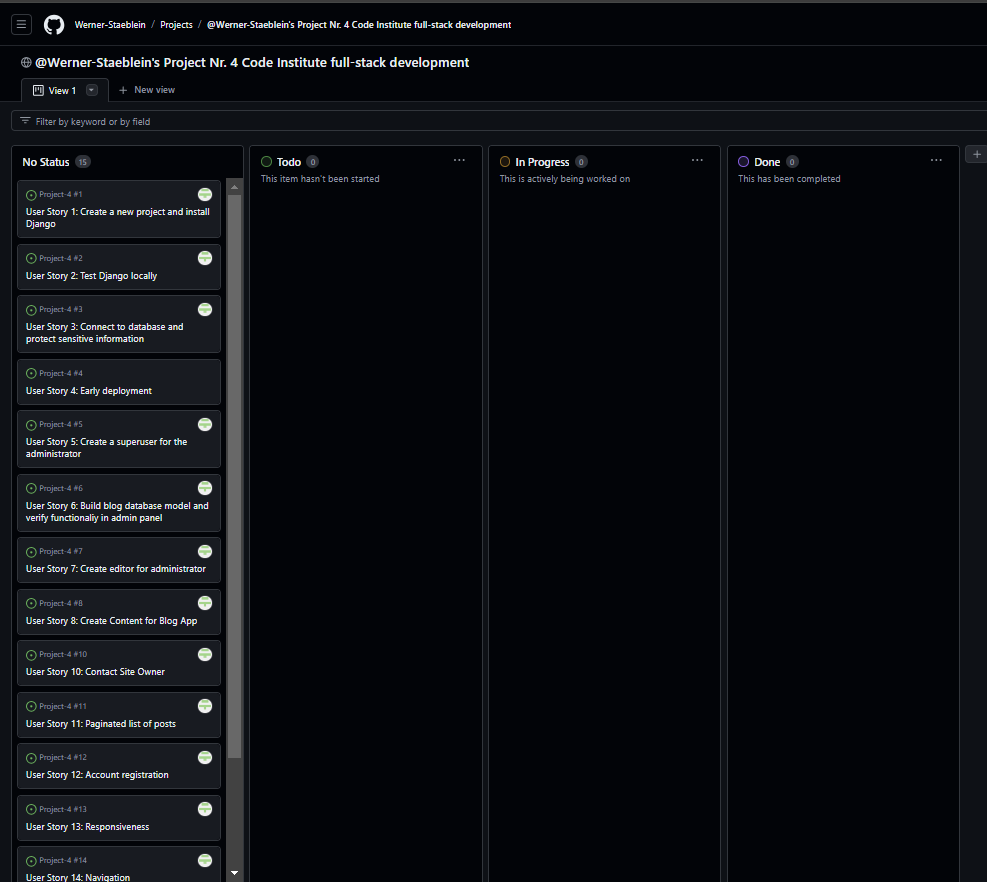 Werner-Staeblein / Projects / @Werner-Staeblein's Project Nr. 4 Code Institute full-stack development
@Werner-Staeblein's Project Nr. 4 Code Institute full-stack development
View 1
New view
Filter by keyword or by field
No Status 15
Project-4 #1
User Story 1: Create a new project and install
Django
Project-4 #2
User Story 2: Test Django locally
Project-4 #3
User Story 3: Connect to database and
protect sensitive information
Project-4 #4
User Story 4: Early deployment
Project-4 #5
User Story 5: Create a superuser for the
administrator
Project-4 #6
User Story 6: Build blog database model and
verify functionaliy in admin panel
Project-4 #7
User Story 7: Create editor for administrator
Project-4 #8
User Story 8: Create Content for Blog App
Project-4 #10
User Story 10: Contact Site Owner
Project-4 #11
User Story 11: Paginated list of posts
Project-4 #12
User Story 12: Account registration
Project-4 #13
User Story 13: Responsiveness
Project-4 #14
User Story 14: Navigation
Todo 0
This item hasn't been started
In Progress 0
This is actively being worked on
Done 0
This has been completed